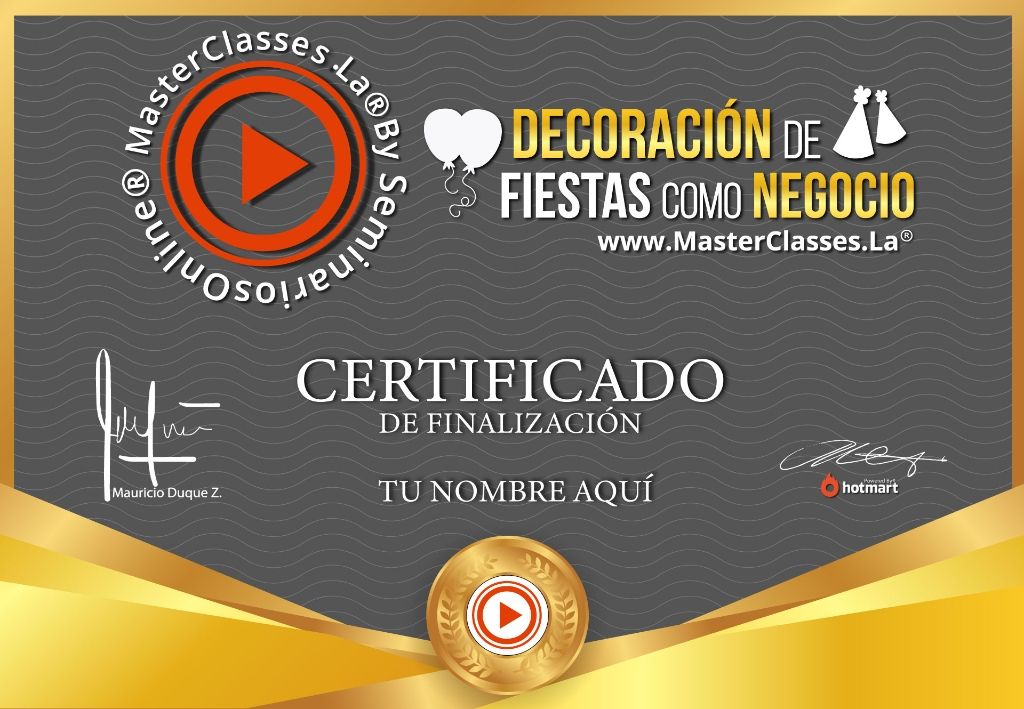 MasterClasses.La® By SeminariosOnline®
DECORACIÓN DE
FIESTAS COMO NEGOCIO
www.MasterClasses.La®
CERTIFICADO
DE FINALIZACIÓN
TU NOMBRE AQUÍ
Mauricio Duque Z.
Powered By
hotmart